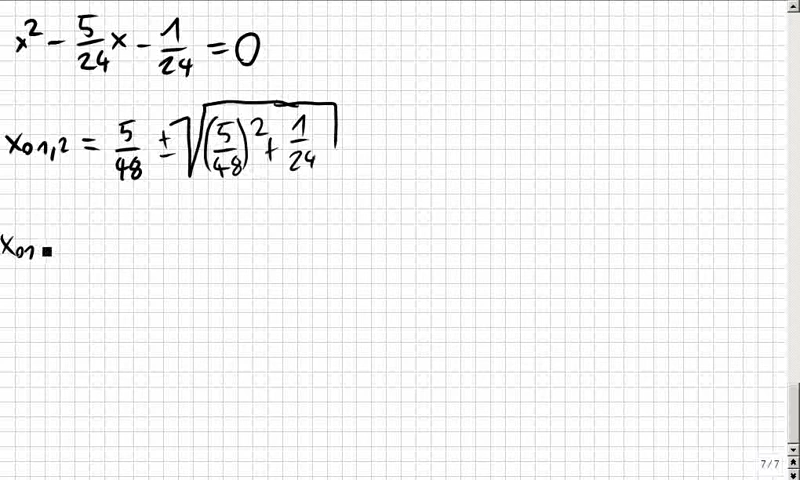 x² - 5/24 x - 1/24 = 0
x₀₁,₂ = 5/48 ± √((5/48)² + 1/24)
x₀₁
7/7